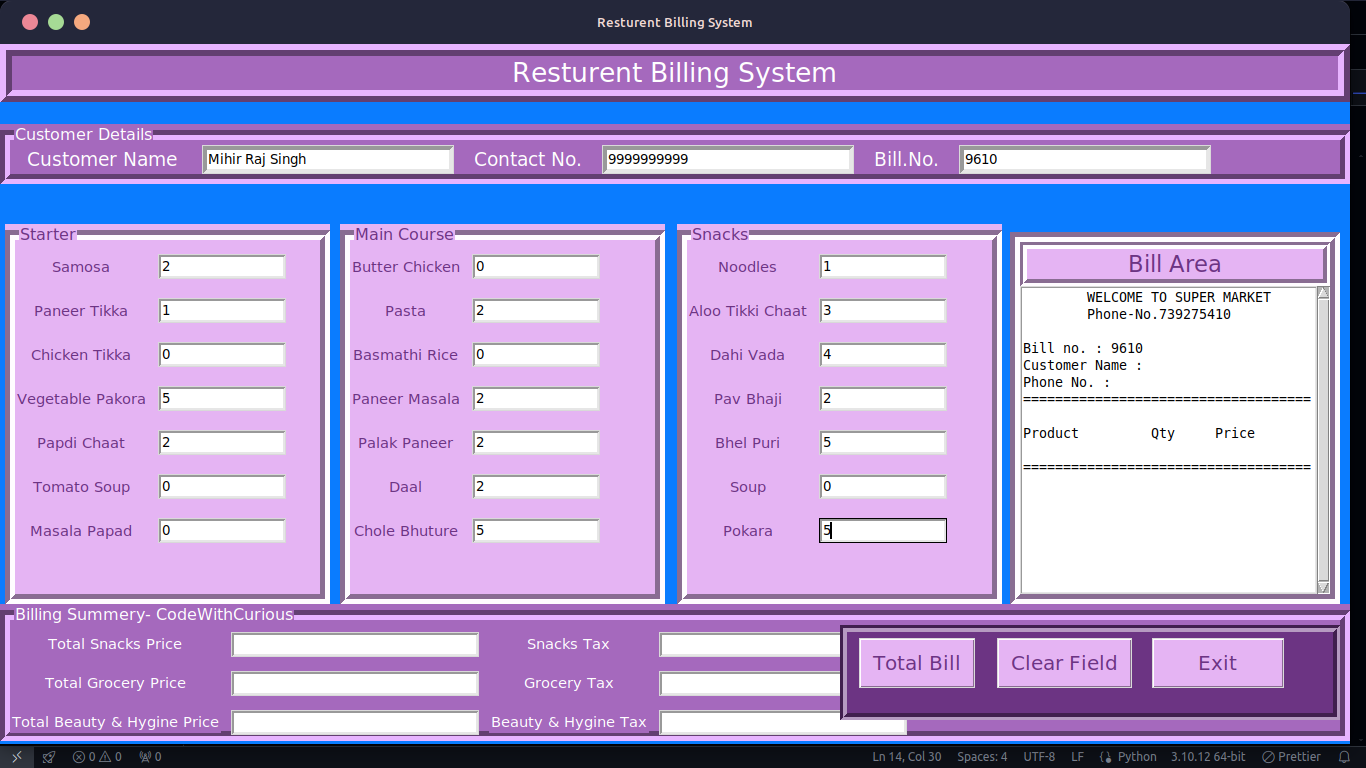 Resturent Billing System
Resturent Billing System
Customer Details
Customer Name Mihir Raj Singh Contact No. 9999999999 Bill.No. 9610
Starter
Samosa 2
Paneer Tikka 1
Chicken Tikka 0
Vegetable Pakora 5
Papdi Chaat 2
Tomato Soup 0
Masala Papad 0
Main Course
Butter Chicken 0
Pasta 2
Basmathi Rice 0
Paneer Masala 2
Palak Paneer 2
Daal 2
Chole Bhuture 5
Snacks
Noodles 1
Aloo Tikki Chaat 3
Dahi Vada 4
Pav Bhaji 2
Bhel Puri 5
Soup 0
Pokara 5
Bill Area
WELCOME TO SUPER MARKET
Phone-No.739275410
Bill no. : 9610
Customer Name :
Phone No. :
====================================
Product Qty Price
====================================
Billing Summery- CodeWithCurious
Total Snacks Price Snacks Tax
Total Grocery Price Grocery Tax
Total Beauty & Hygine Price Beauty & Hygine Tax
Total Bill Clear Field Exit
0 0 0 Ln 14, Col 30 Spaces: 4 UTF-8 LF Python 3.10.12 64-bit Prettier